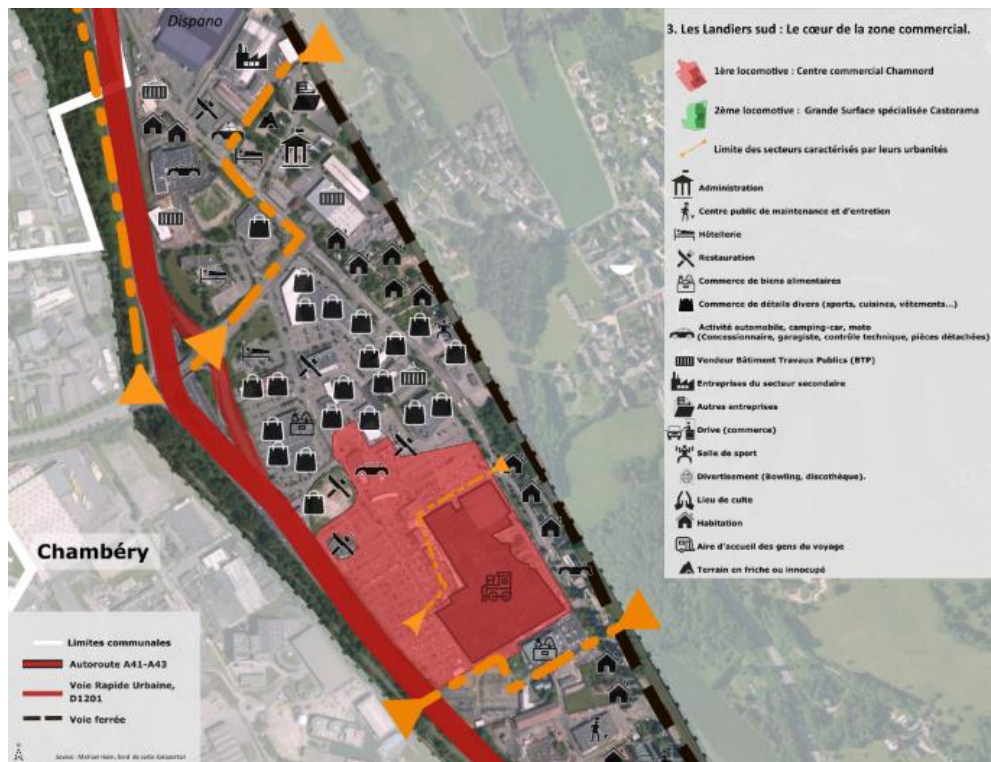 Dispano
3. Les Landiers sud : Le cœur de la zone commercial.
1ère locomotive : Centre commercial Chamnord
2ème locomotive : Grande Surface spécialisée Castorama
Limite des secteurs caractérisés par leurs urbanités
Administration
Centre public de maintenance et d'entretien
Hôtellerie
Restauration
Commerce de biens alimentaires
Commerce de détails divers (sports, cuisines, vêtements...)
Activité automobile, camping-car, moto
(Concessionnaire, garagiste, contrôle technique, pièces détachées)
Vendeur Bâtiment Travaux Publics (BTP)
Entreprises du secteur secondaire
Autres entreprises
Drive (commerce)
Salle de sport
Divertisement (Bowling, discothèque).
Lieu de culte
Habitation
Aire d'accueil des gens du voyage
Terrain en friche ou innocupé
Chambéry
Limites communales
Autoroute A41-A43
Voie Rapide Urbaine,
D1201
Voie ferrée